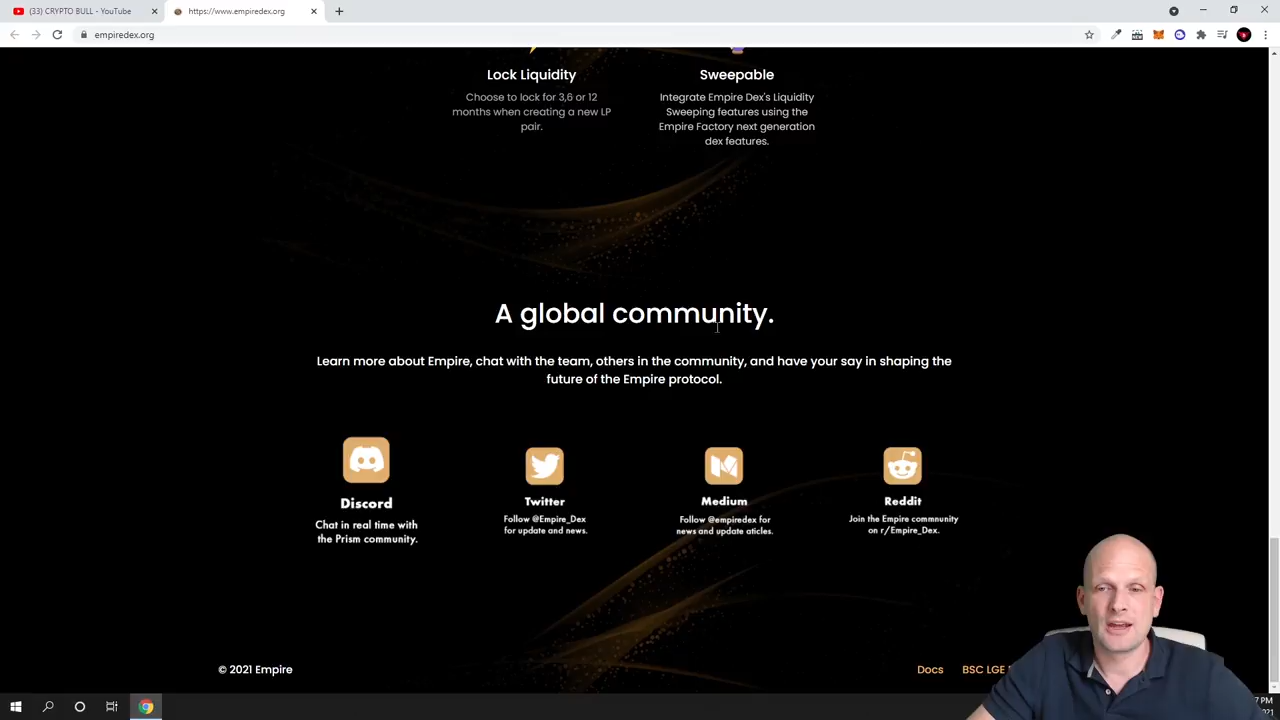 (33) CRYPTO BULL - YouTube
https://www.empiredex.org
empiredex.org
Lock Liquidity
Sweepable
Choose to lock for 3,6 or 12
months when creating a new LP
pair.
Integrate Empire Dex's Liquidity
Sweeping features using the
Empire Factory next generation
dex features.
A global community.
Learn more about Empire, chat with the team, others in the community, and have your say in shaping the
future of the Empire protocol.
Discord
Chat in real time with
the Prism community.
Twitter
Follow @Empire_Dex
for update and news.
Medium
Follow @empiredex for
news and update aticles.
Reddit
Join the Empire commnunity
on r/Empire_Dex.
© 2021 Empire
Docs
BSC LGE
7 PM
2021